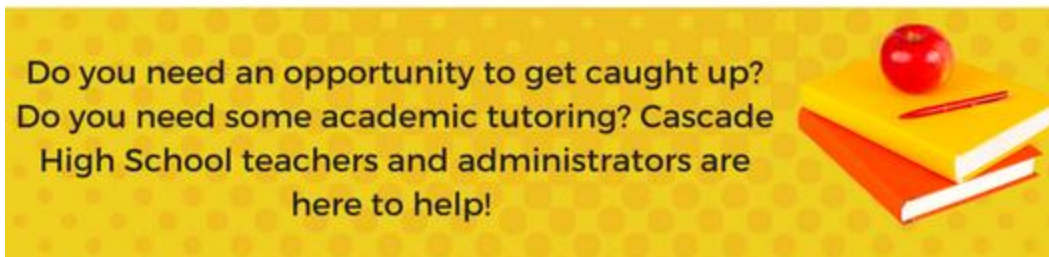 Do you need an opportunity to get caught up?
Do you need some academic tutoring? Cascade
High School teachers and administrators are
here to help!